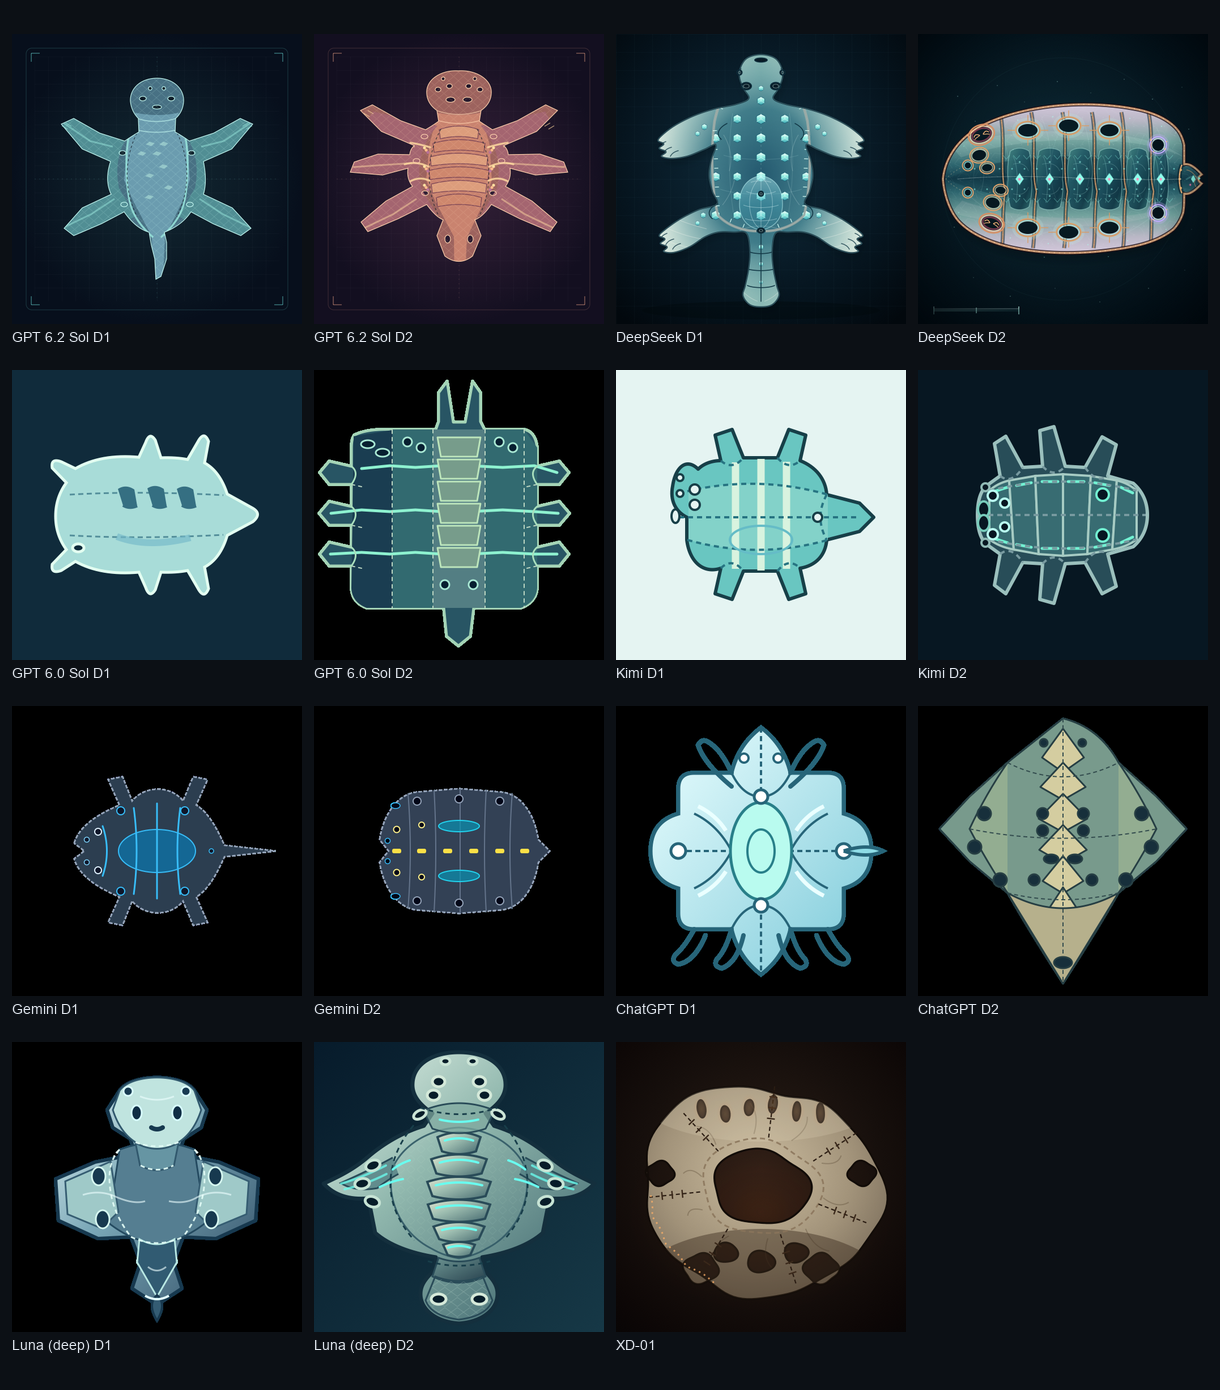 GPT 6.2 Sol D1
GPT 6.2 Sol D2
DeepSeek D1
DeepSeek D2
GPT 6.0 Sol D1
GPT 6.0 Sol D2
Kimi D1
Kimi D2
Gemini D1
Gemini D2
ChatGPT D1
ChatGPT D2
Luna (deep) D1
Luna (deep) D2
XD-01